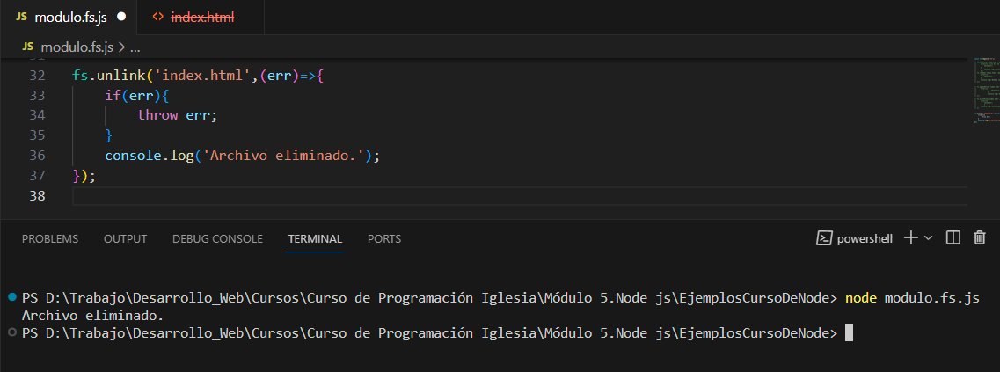 JS modulo.fs.js ● <> index.html
JS modulo.fs.js > ...
32 fs.unlink('index.html',(err)=>{
33 if(err){
34 throw err;
35 }
36 console.log('Archivo eliminado.');
37 });
38
PROBLEMS OUTPUT DEBUG CONSOLE TERMINAL PORTS powershell
PS D:\Trabajo\Desarrollo_Web\Cursos\Curso de Programación Iglesia\Módulo 5.Node js\EjemplosCursoDeNode> node modulo.fs.js
Archivo eliminado.
PS D:\Trabajo\Desarrollo_Web\Cursos\Curso de Programación Iglesia\Módulo 5.Node js\EjemplosCursoDeNode>